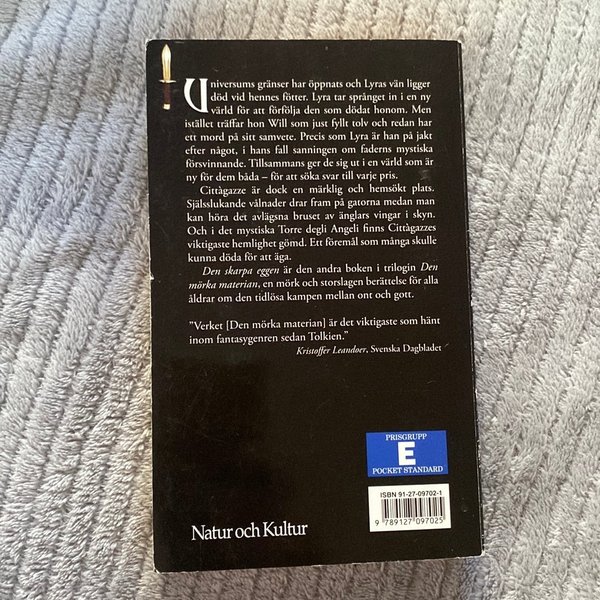 Universums gränser har öppnats och Lyras vän ligger
död vid hennes fötter. Lyra tar språnget in i en ny
värld för att förfölja den som dödat honom. Men
istället träffar hon Will som just fyllt tolv och redan har
ett mord på sitt samvete. Precis som Lyra är han på jakt
efter något, i hans fall sanningen om faderns mystiska
försvinnande. Tillsammans ger de sig ut i en värld som är
ny för dem båda – för att söka svar till varje pris.
Cittàgazze är dock en märklig och hemsökt plats.
Själsslukande vålnader drar fram på gatorna medan man
kan höra det avlägsna bruset av änglars vingar i skyn.
Och i det mystiska Torre degli Angeli finns Cittàgazzes
viktigaste hemlighet gömd. Ett föremål som många skulle
kunna döda för att äga.
Den skarpa eggen är den andra boken i trilogin Den
mörka materian, en mörk och storslagen berättelse för alla
åldrar om den tidlösa kampen mellan ont och gott.
”Verket [Den mörka materian] är det viktigaste som hänt
inom fantasygenren sedan Tolkien.”
Kristoffer Leandoer, Svenska Dagbladet
PRISGRUPP
E
POCKET STANDARD
ISBN 91-27-09702-1
9 789127 097025
Natur och Kultur